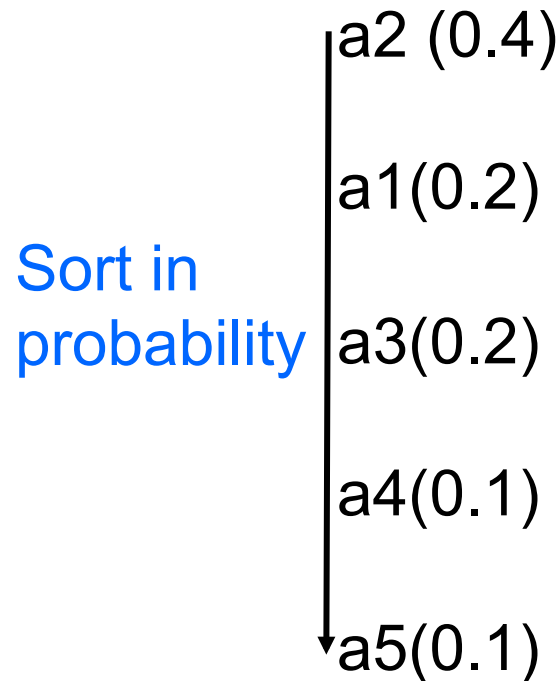 a2 (0.4)
a1(0.2)
Sort in
probability
a3(0.2)
a4(0.1)
a5(0.1)